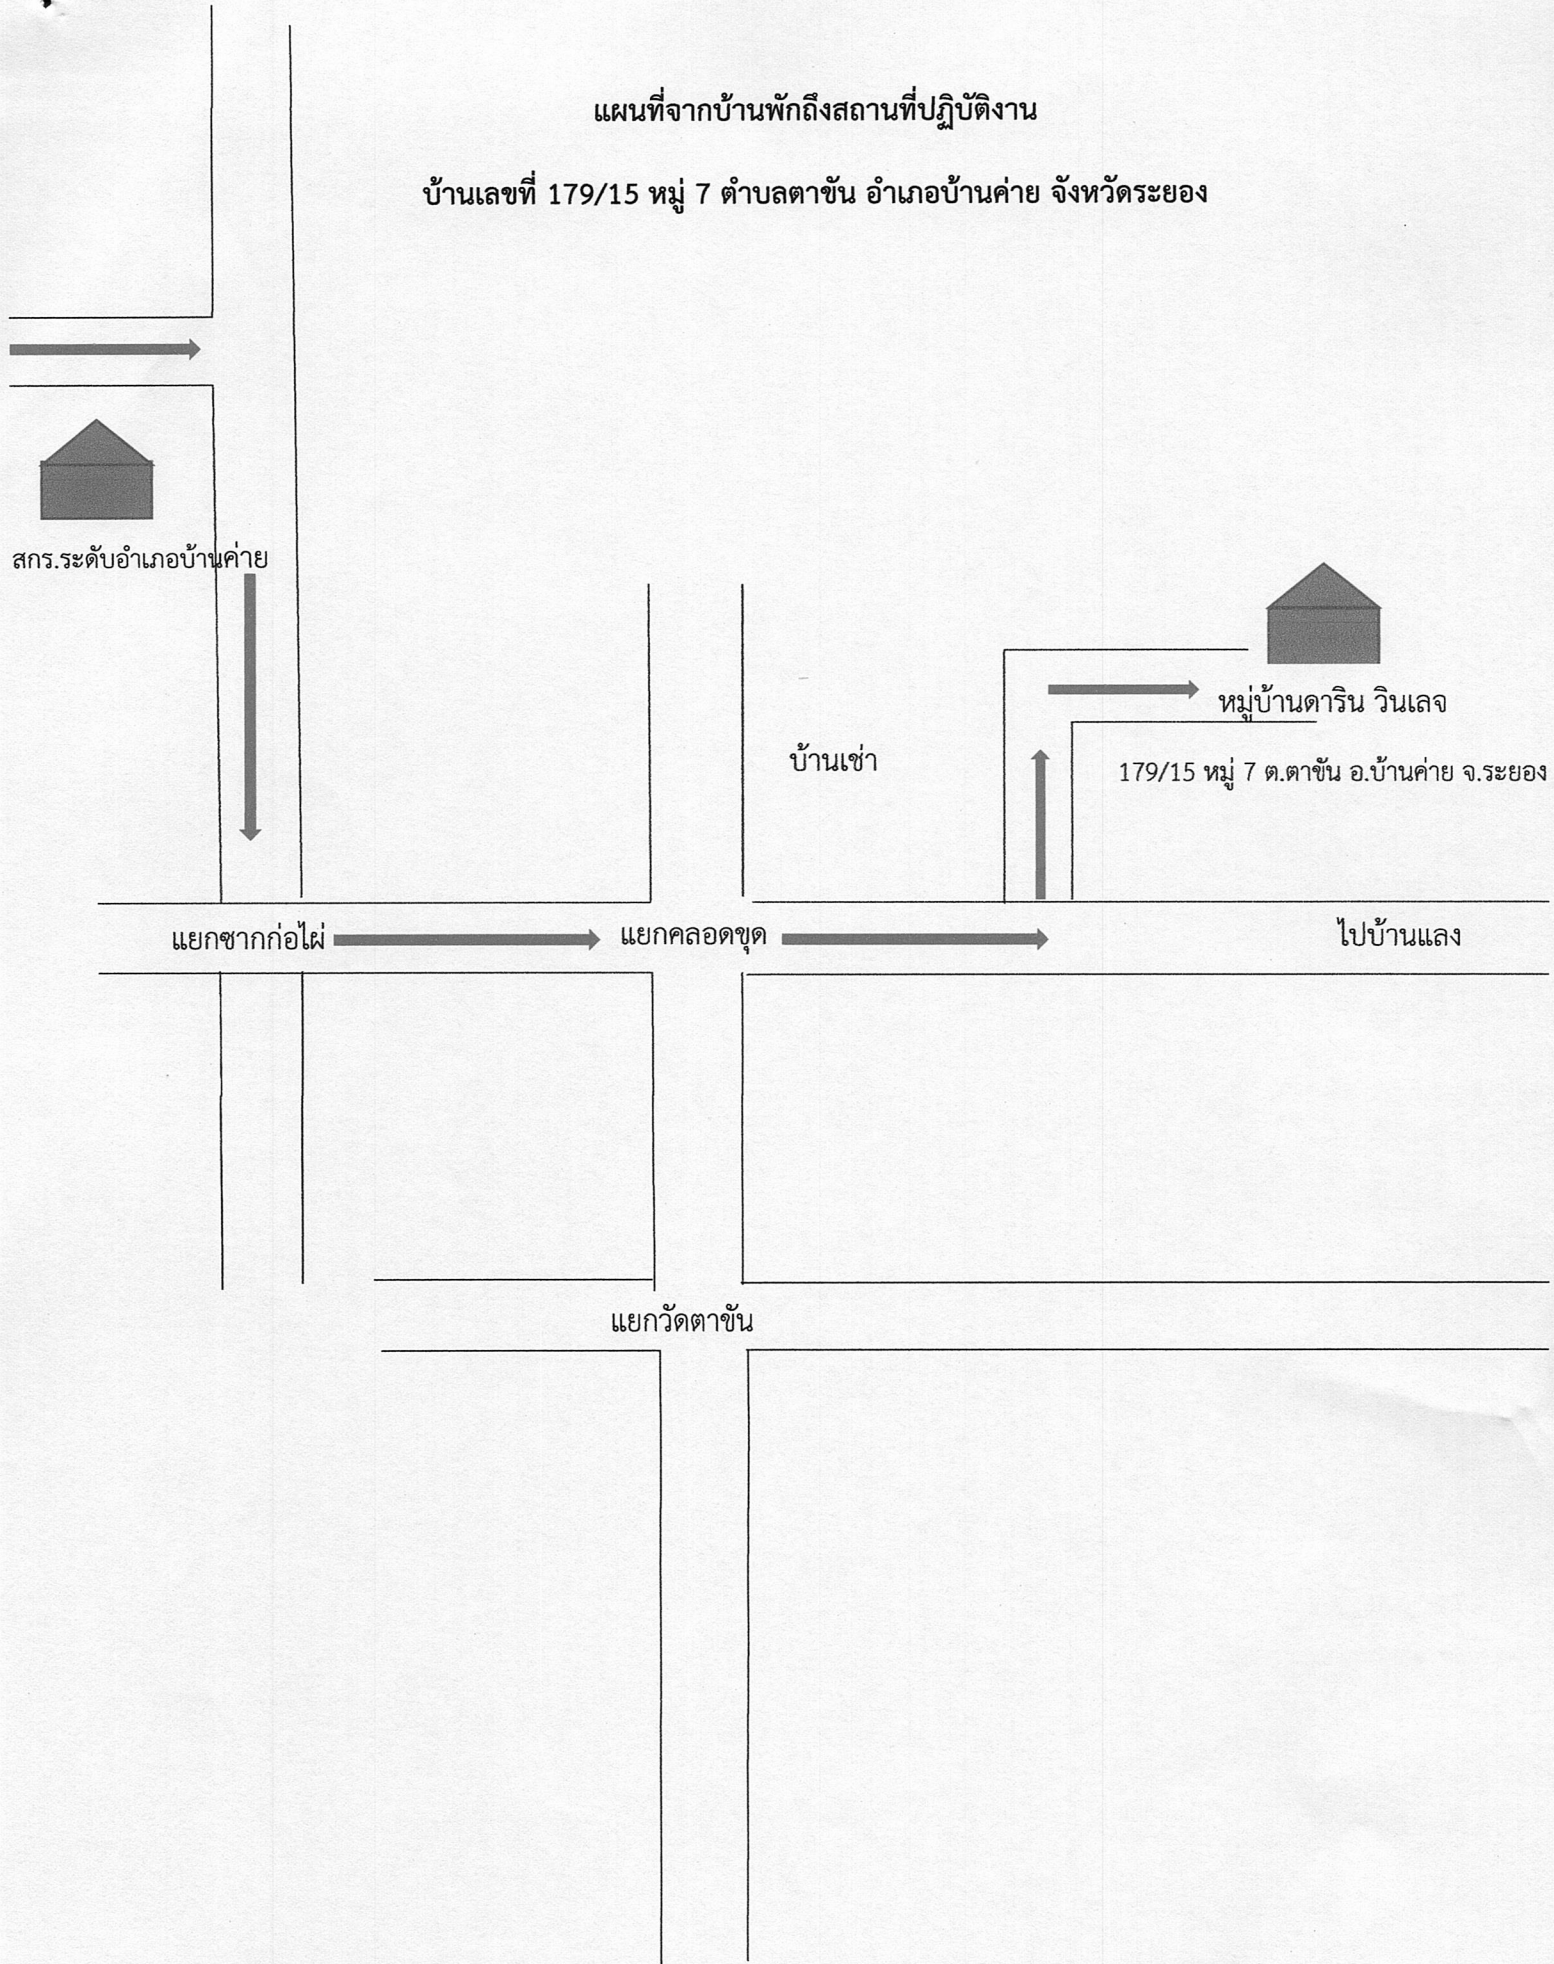 แผนที่จากบ้านพักถึงสถานที่ปฏิบัติงาน
บ้านเลขที่ 179/15 หมู่ 7 ตำบลตาขัน อำเภอบ้านค่าย จังหวัดระยอง
สกร.ระดับอำเภอบ้านค่าย
หมู่บ้านดาริน วินเลจ
บ้านเช่า
179/15 หมู่ 7 ต.ตาขัน อ.บ้านค่าย จ.ระยอง
แยกซากก่อไผ่
แยกคลอดขุด
ไปบ้านแลง
แยกวัดตาขัน